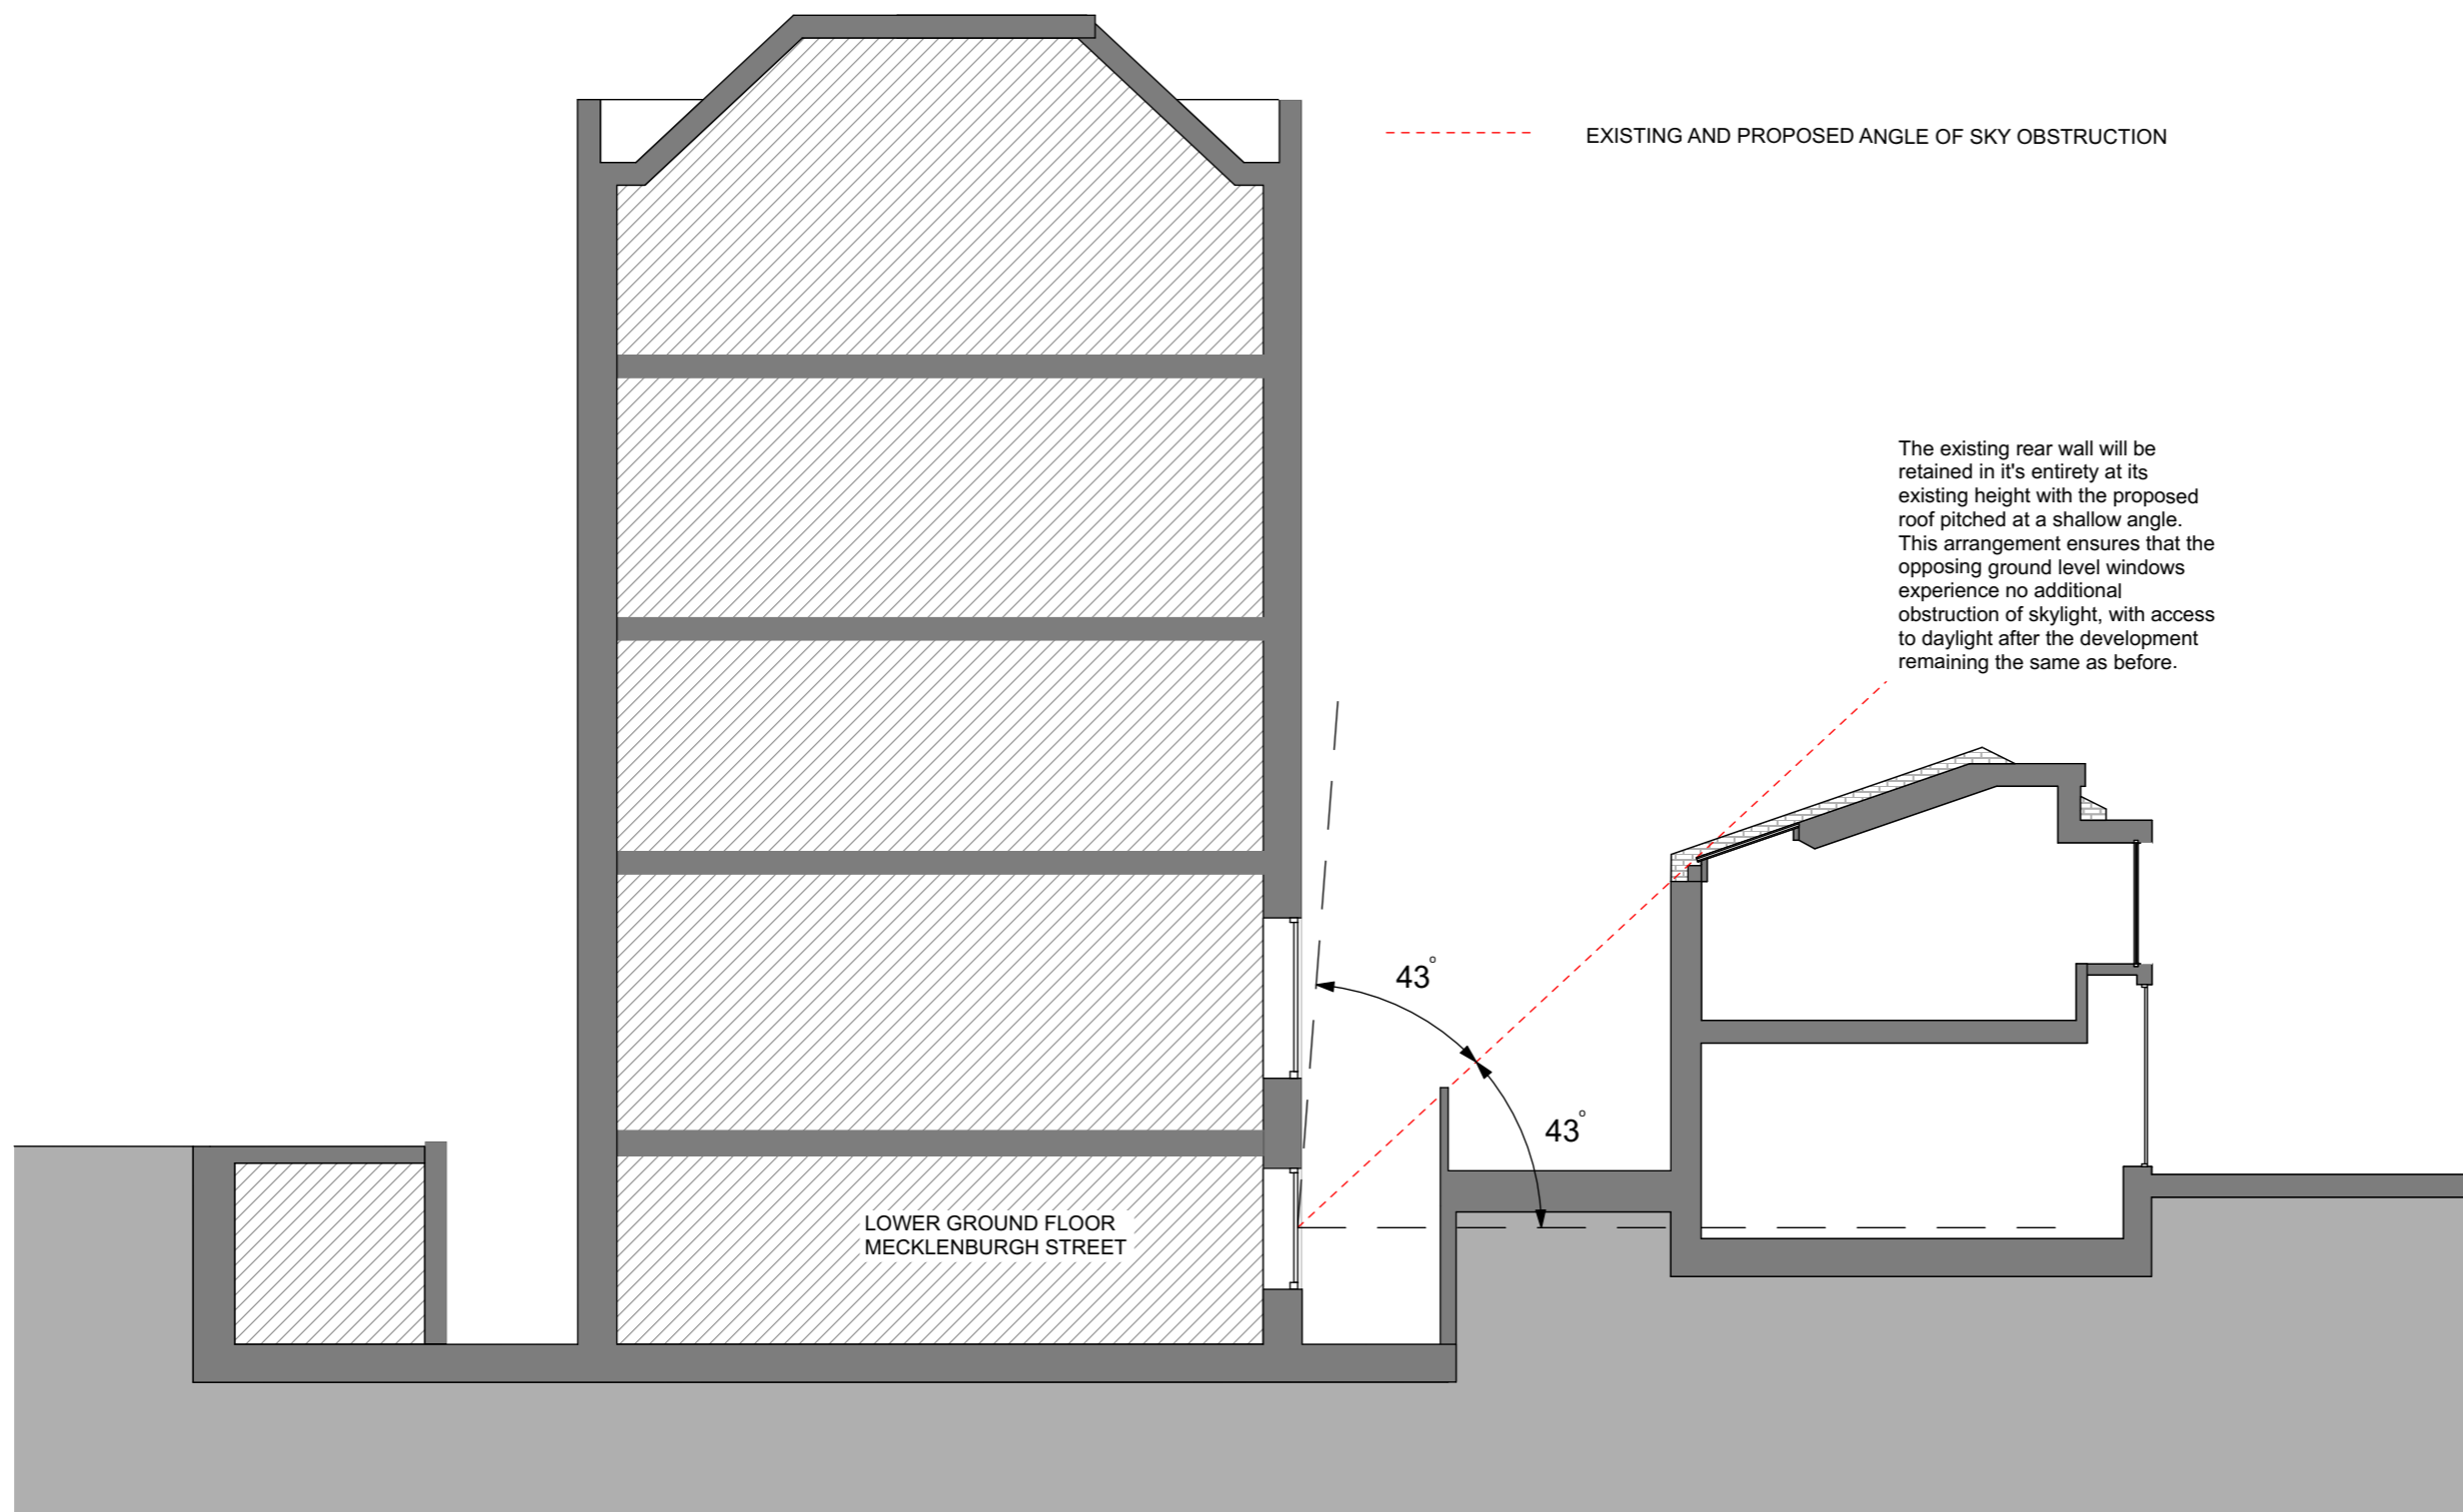 EXISTING AND PROPOSED ANGLE OF SKY OBSTRUCTION
The existing rear wall will be
retained in it's entirety at its
existing height with the proposed
roof pitched at a shallow angle.
This arrangement ensures that the
opposing ground level windows
experience no additional
obstruction of skylight, with access
to daylight after the development
remaining the same as before.
43°
43°
LOWER GROUND FLOOR
MECKLENBURGH STREET